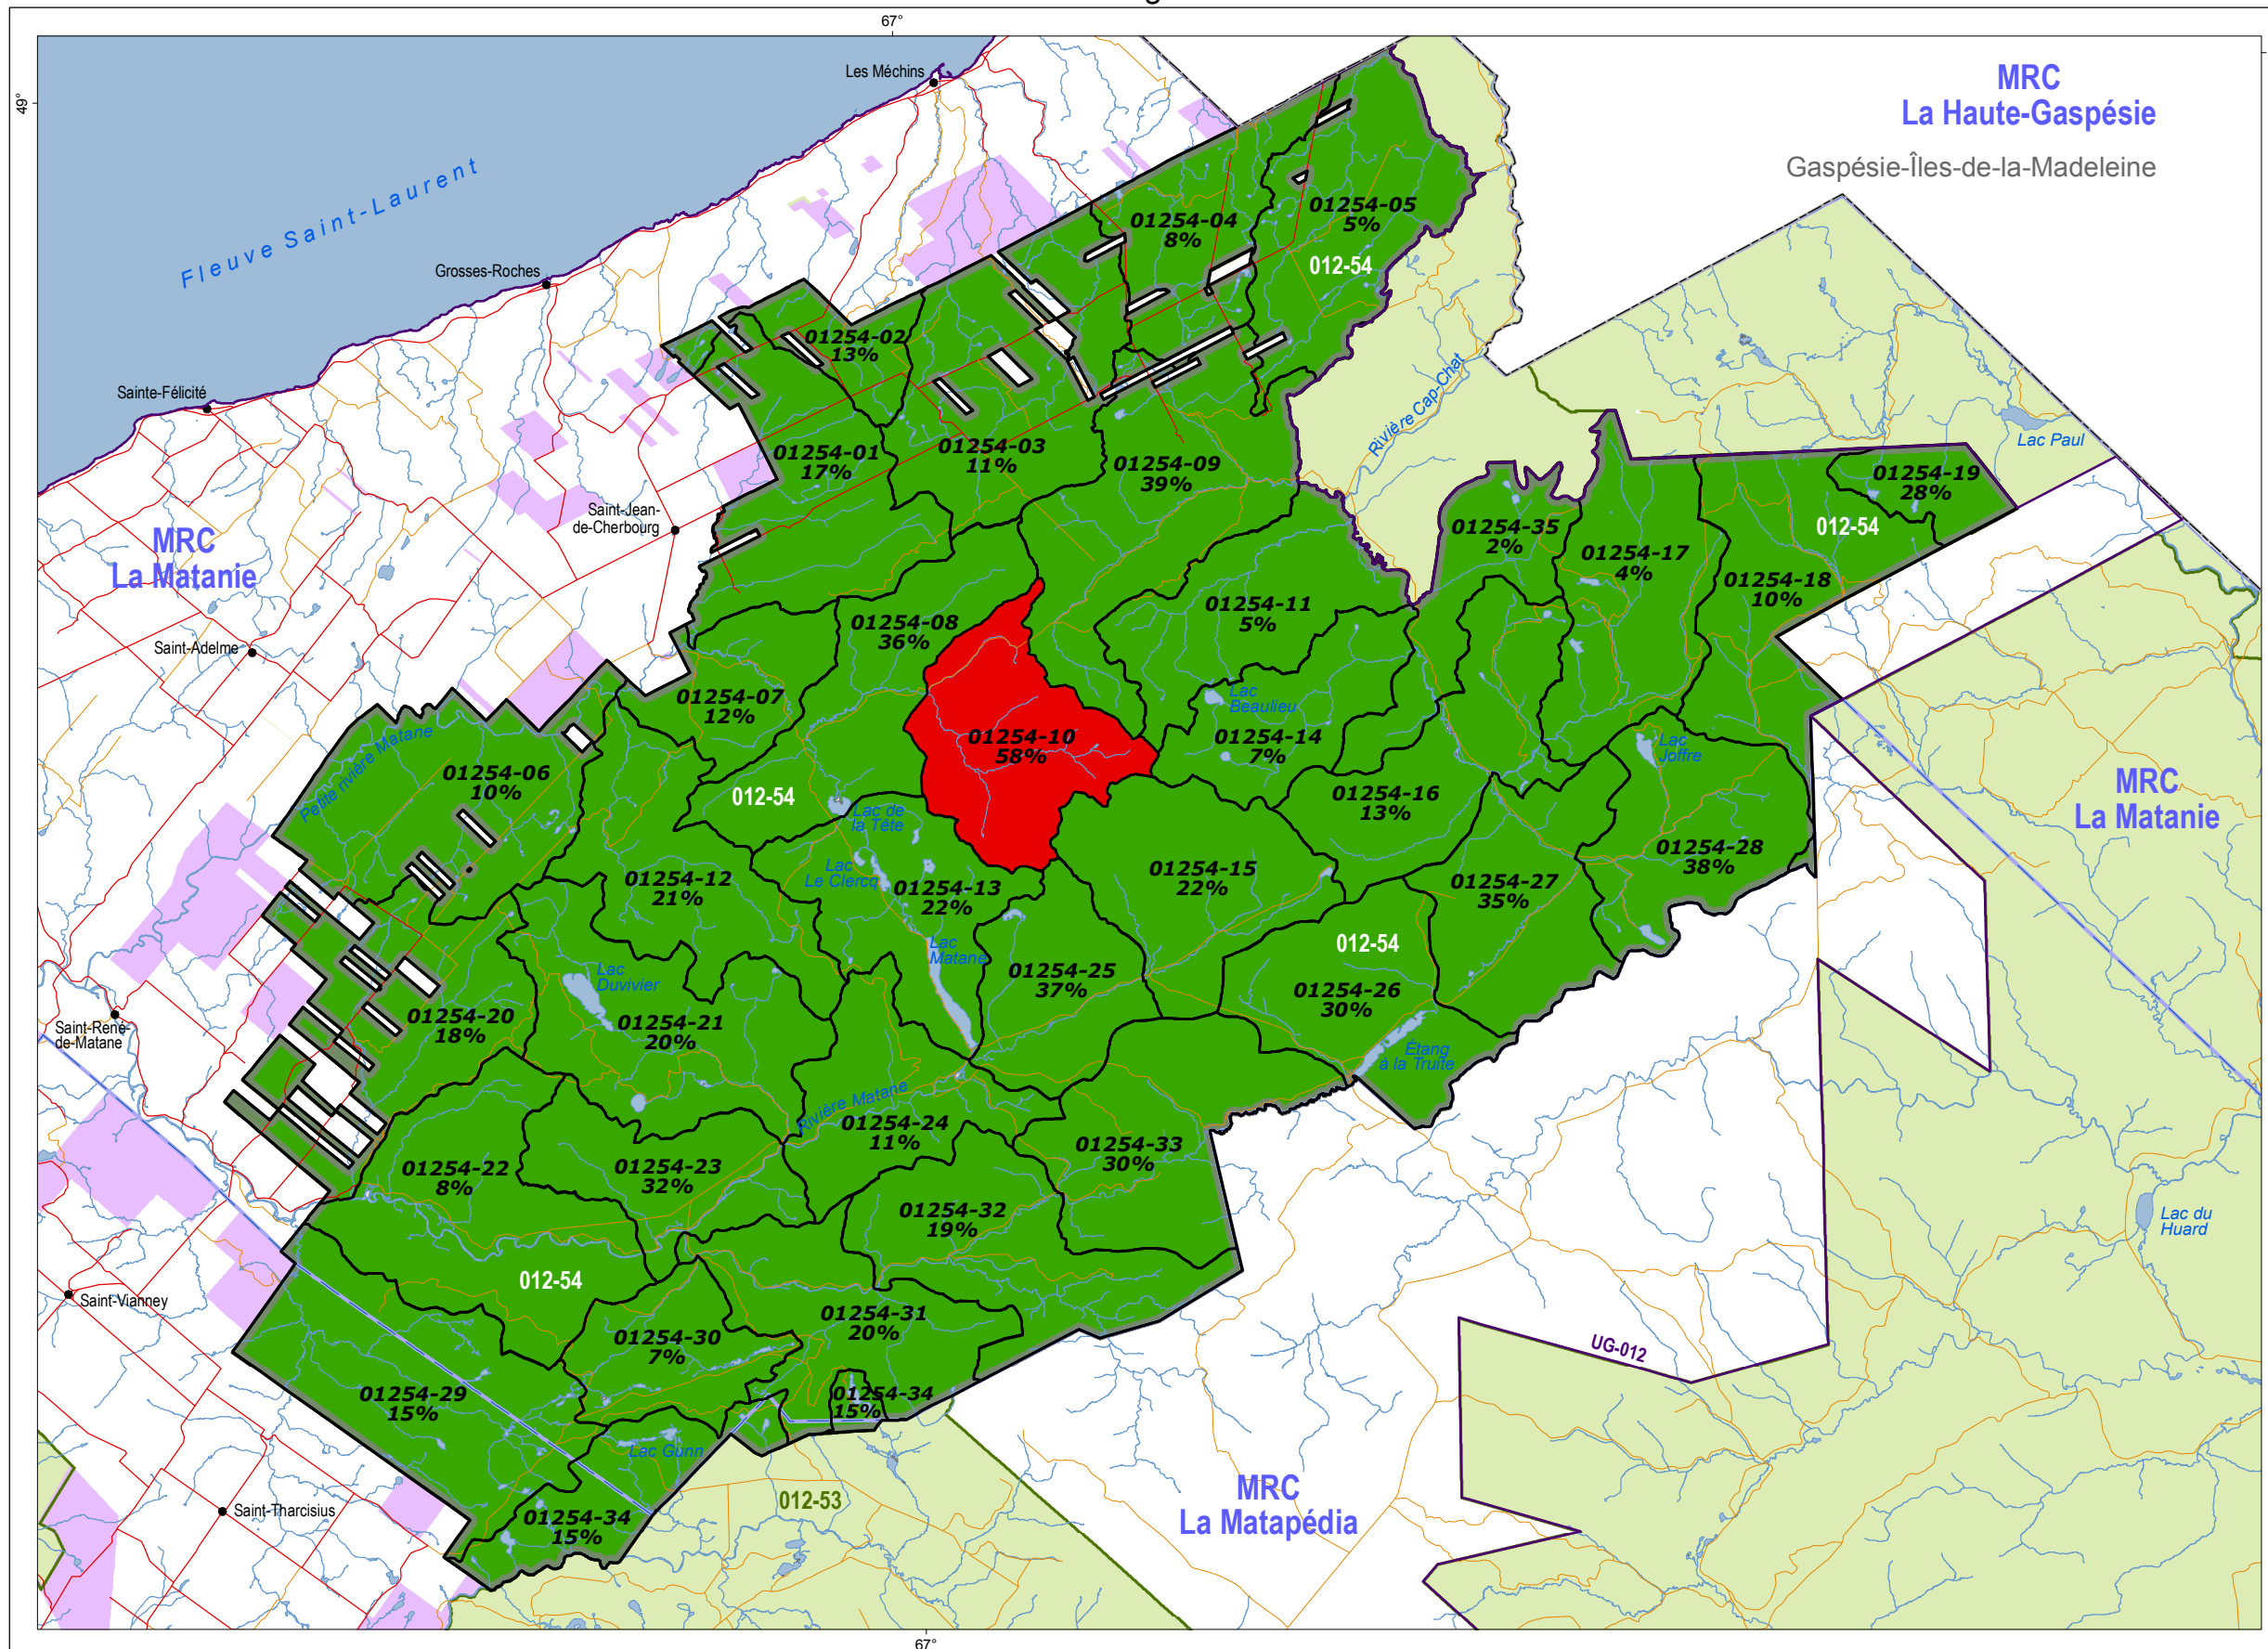 67°
49°
Les Méchins
MRC
La Haute-Gaspésie
Gaspésie-Îles-de-la-Madeleine
Fleuve Saint-Laurent
Grosses-Roches
01254-04
8%
01254-05
5%
012-54
Sainte-Félicité
01254-02
13%
Rivière Cap-Chat
Lac Paul
01254-01
17%
01254-03
11%
01254-09
39%
01254-19
28%
Saint-Jean-
de-Cherbourg
01254-35
2%
012-54
MRC
La Matanie
01254-17
4%
01254-18
10%
01254-11
5%
01254-08
36%
Saint-Adelme
01254-07
12%
Lac
Beaulieu
01254-10
58%
01254-14
7%
Lac
Joffre
Petite rivière Matane
01254-06
10%
012-54
01254-16
13%
MRC
La Matanie
Lac de
la Tête
01254-28
38%
Lac
Le Clercq
01254-12
21%
01254-13
22%
01254-15
22%
01254-27
35%
Lac
Matane
012-54
Lac
Duvivier
01254-25
37%
01254-26
30%
01254-20
18%
01254-21
20%
Saint-René-
de-Matane
Étang
à la Truite
Rivière Matane
01254-24
11%
01254-33
30%
01254-22
8%
01254-23
32%
01254-32
19%
Lac du
Huard
012-54
Saint-Vianney
01254-31
20%
01254-30
7%
UG-012
01254-29
15%
01254-34
15%
Lac Gunn
012-53
MRC
La Matapédia
Saint-Tharcisius
01254-34
15%
67°